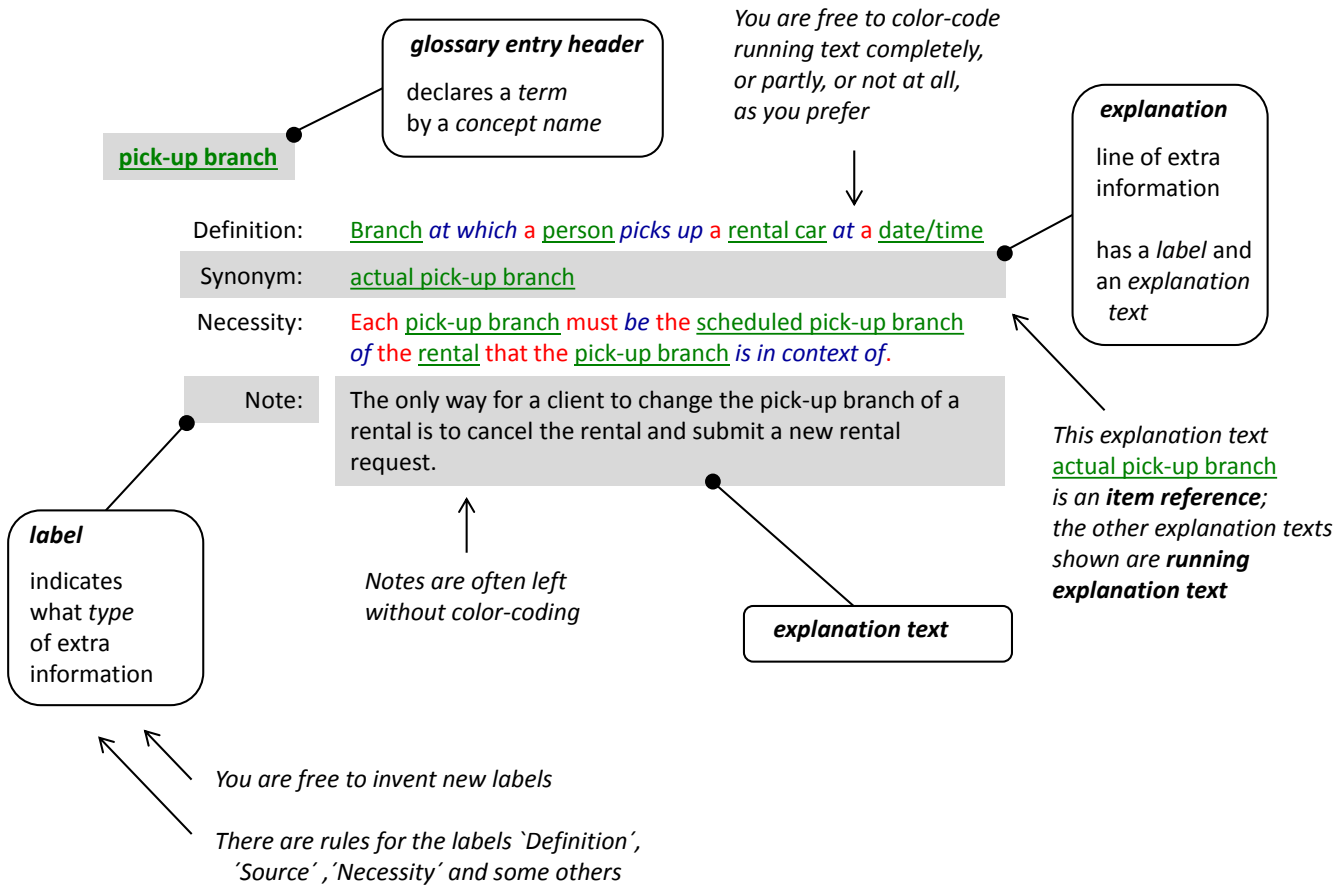 glossary entry header
declares a term
by a concept name
You are free to color-code
running text completely,
or partly, or not at all,
as you prefer
explanation
line of extra
information
has a label and
an explanation
text
pick-up branch
Definition: Branch at which a person picks up a rental car at a date/time
Synonym: actual pick-up branch
Necessity: Each pick-up branch must be the scheduled pick-up branch
of the rental that the pick-up branch is in context of.
Note: The only way for a client to change the pick-up branch of a
rental is to cancel the rental and submit a new rental
request.
This explanation text
actual pick-up branch
is an item reference;
the other explanation texts
shown are running
explanation text
label
indicates
what type
of extra
information
Notes are often left
without color-coding
explanation text
You are free to invent new labels
There are rules for the labels `Definition´,
´Source´ ,´Necessity´ and some others